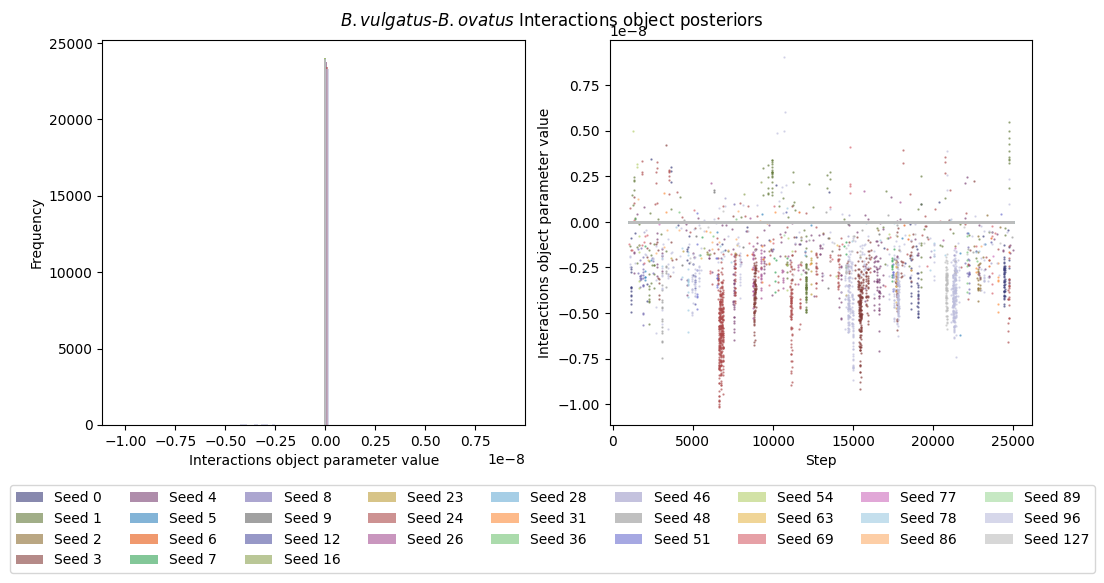 B.vulgatus-B.ovatus Interactions object posteriors
25000
20000
15000
10000
5000
0
Frequency
−1.00 −0.75 −0.50 −0.25 0.00 0.25 0.50 0.75
1e−8
Interactions object parameter value
1e−8
0.75
0.50
0.25
0.00
−0.25
−0.50
−0.75
−1.00
Interactions object parameter value
0 5000 10000 15000 20000 25000
Step
Seed 0 Seed 4 Seed 8 Seed 23 Seed 28 Seed 46 Seed 54 Seed 77 Seed 89
Seed 1 Seed 5 Seed 9 Seed 24 Seed 31 Seed 48 Seed 63 Seed 78 Seed 96
Seed 2 Seed 6 Seed 12 Seed 26 Seed 36 Seed 51 Seed 69 Seed 86 Seed 127
Seed 3 Seed 7 Seed 16